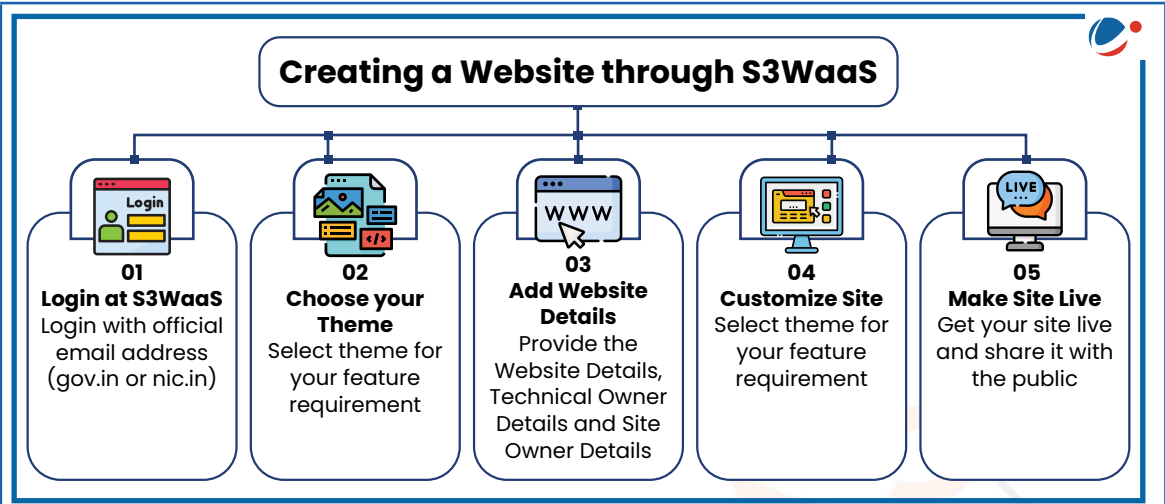 Creating a Website through S3WaaS
Login
01
Login at S3WaaS
Login with official
email address
(gov.in or nic.in)
02
Choose your
Theme
Select theme for
your feature
requirement
WWW
03
Add Website
Details
Provide the
Website Details,
Technical Owner
Details and Site
Owner Details
04
Customize Site
Select theme for
your feature
requirement
LIVE
05
Make Site Live
Get your site live
and share it with
the public